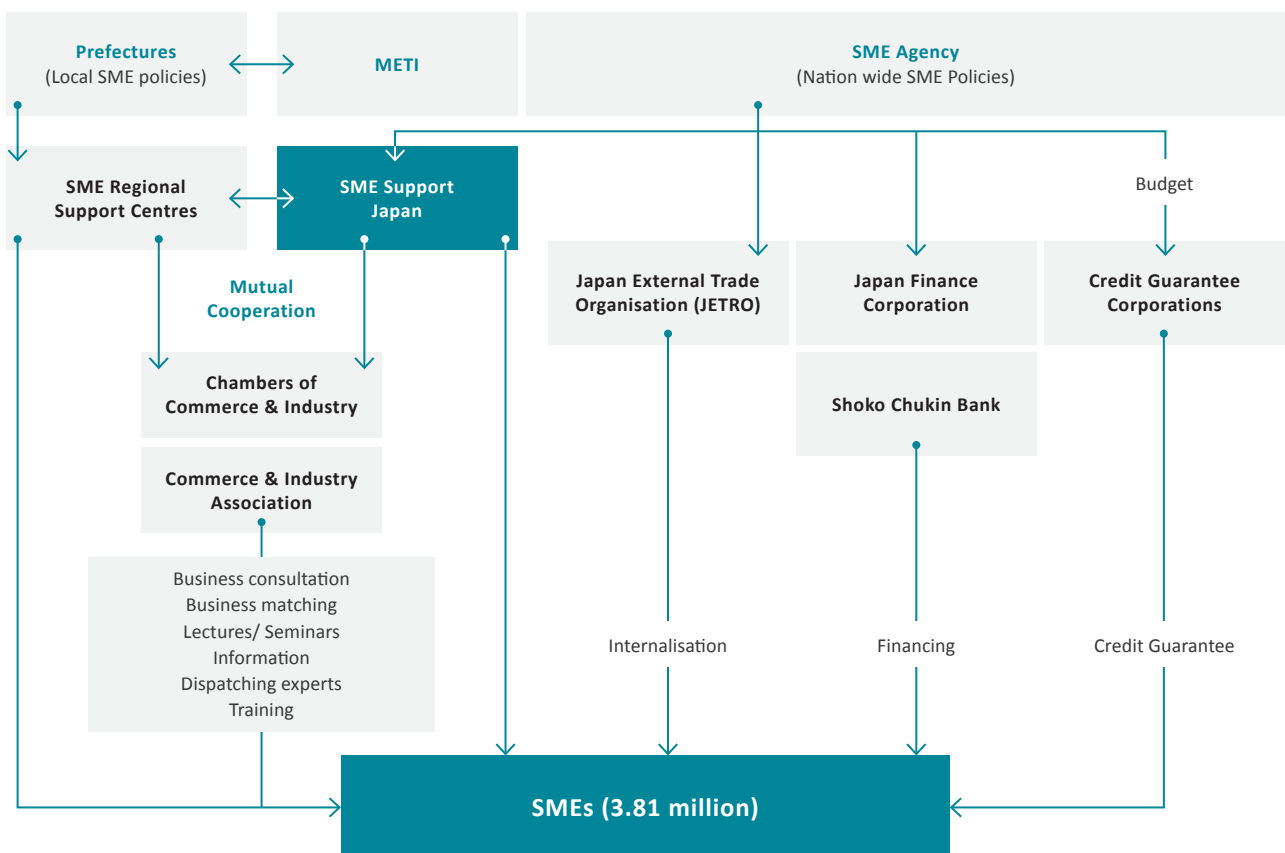 Prefectures
(Local SME policies)
METI
SME Agency
(Nation wide SME Policies)
SME Regional
Support Centres
SME Support
Japan
Budget
Mutual
Cooperation
Japan External Trade
Organisation (JETRO)
Japan Finance
Corporation
Credit Guarantee
Corporations
Chambers of
Commerce & Industry
Shoko Chukin Bank
Commerce & Industry
Association
Business consultation
Business matching
Lectures/ Seminars
Information
Dispatching experts
Training
Internalisation
Financing
Credit Guarantee
SMEs (3.81 million)